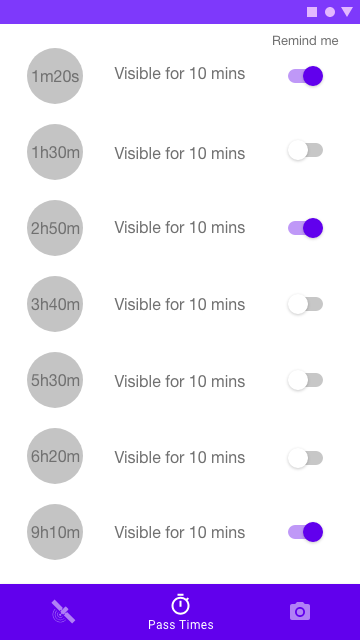 Remind me
1m20s Visible for 10 mins
1h30m Visible for 10 mins
2h50m Visible for 10 mins
3h40m Visible for 10 mins
5h30m Visible for 10 mins
6h20m Visible for 10 mins
9h10m Visible for 10 mins
Pass Times